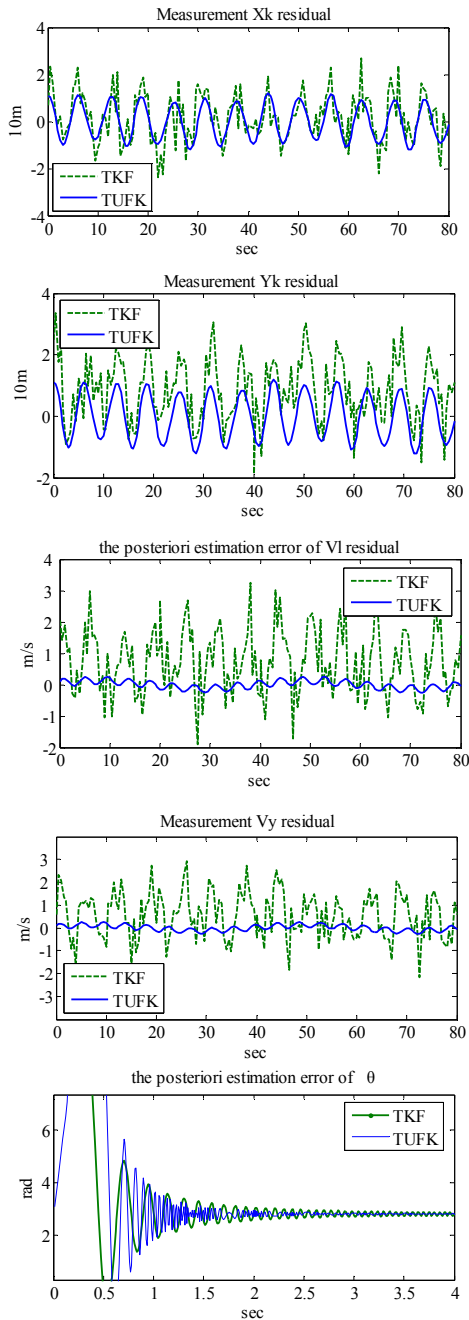 Measurement Xk residual
4
2
0
-2
-4
10m
TKF
TUFK
0 10 20 30 40 50 60 70 80
sec
Measurement Yk residual
4
2
0
-2
10m
TKF
TUFK
0 10 20 30 40 50 60 70 80
sec
the posteriori estimation error of Vl residual
4
3
2
1
0
-1
-2
m/s
TKF
TUFK
0 10 20 30 40 50 60 70 80
sec
Measurement Vy residual
3
2
1
0
-1
-2
-3
m/s
TKF
TUFK
0 10 20 30 40 50 60 70 80
sec
the posteriori estimation error of θ
6
4
2
rad
TKF
TUFK
0 0.5 1 1.5 2 2.5 3 3.5 4
sec